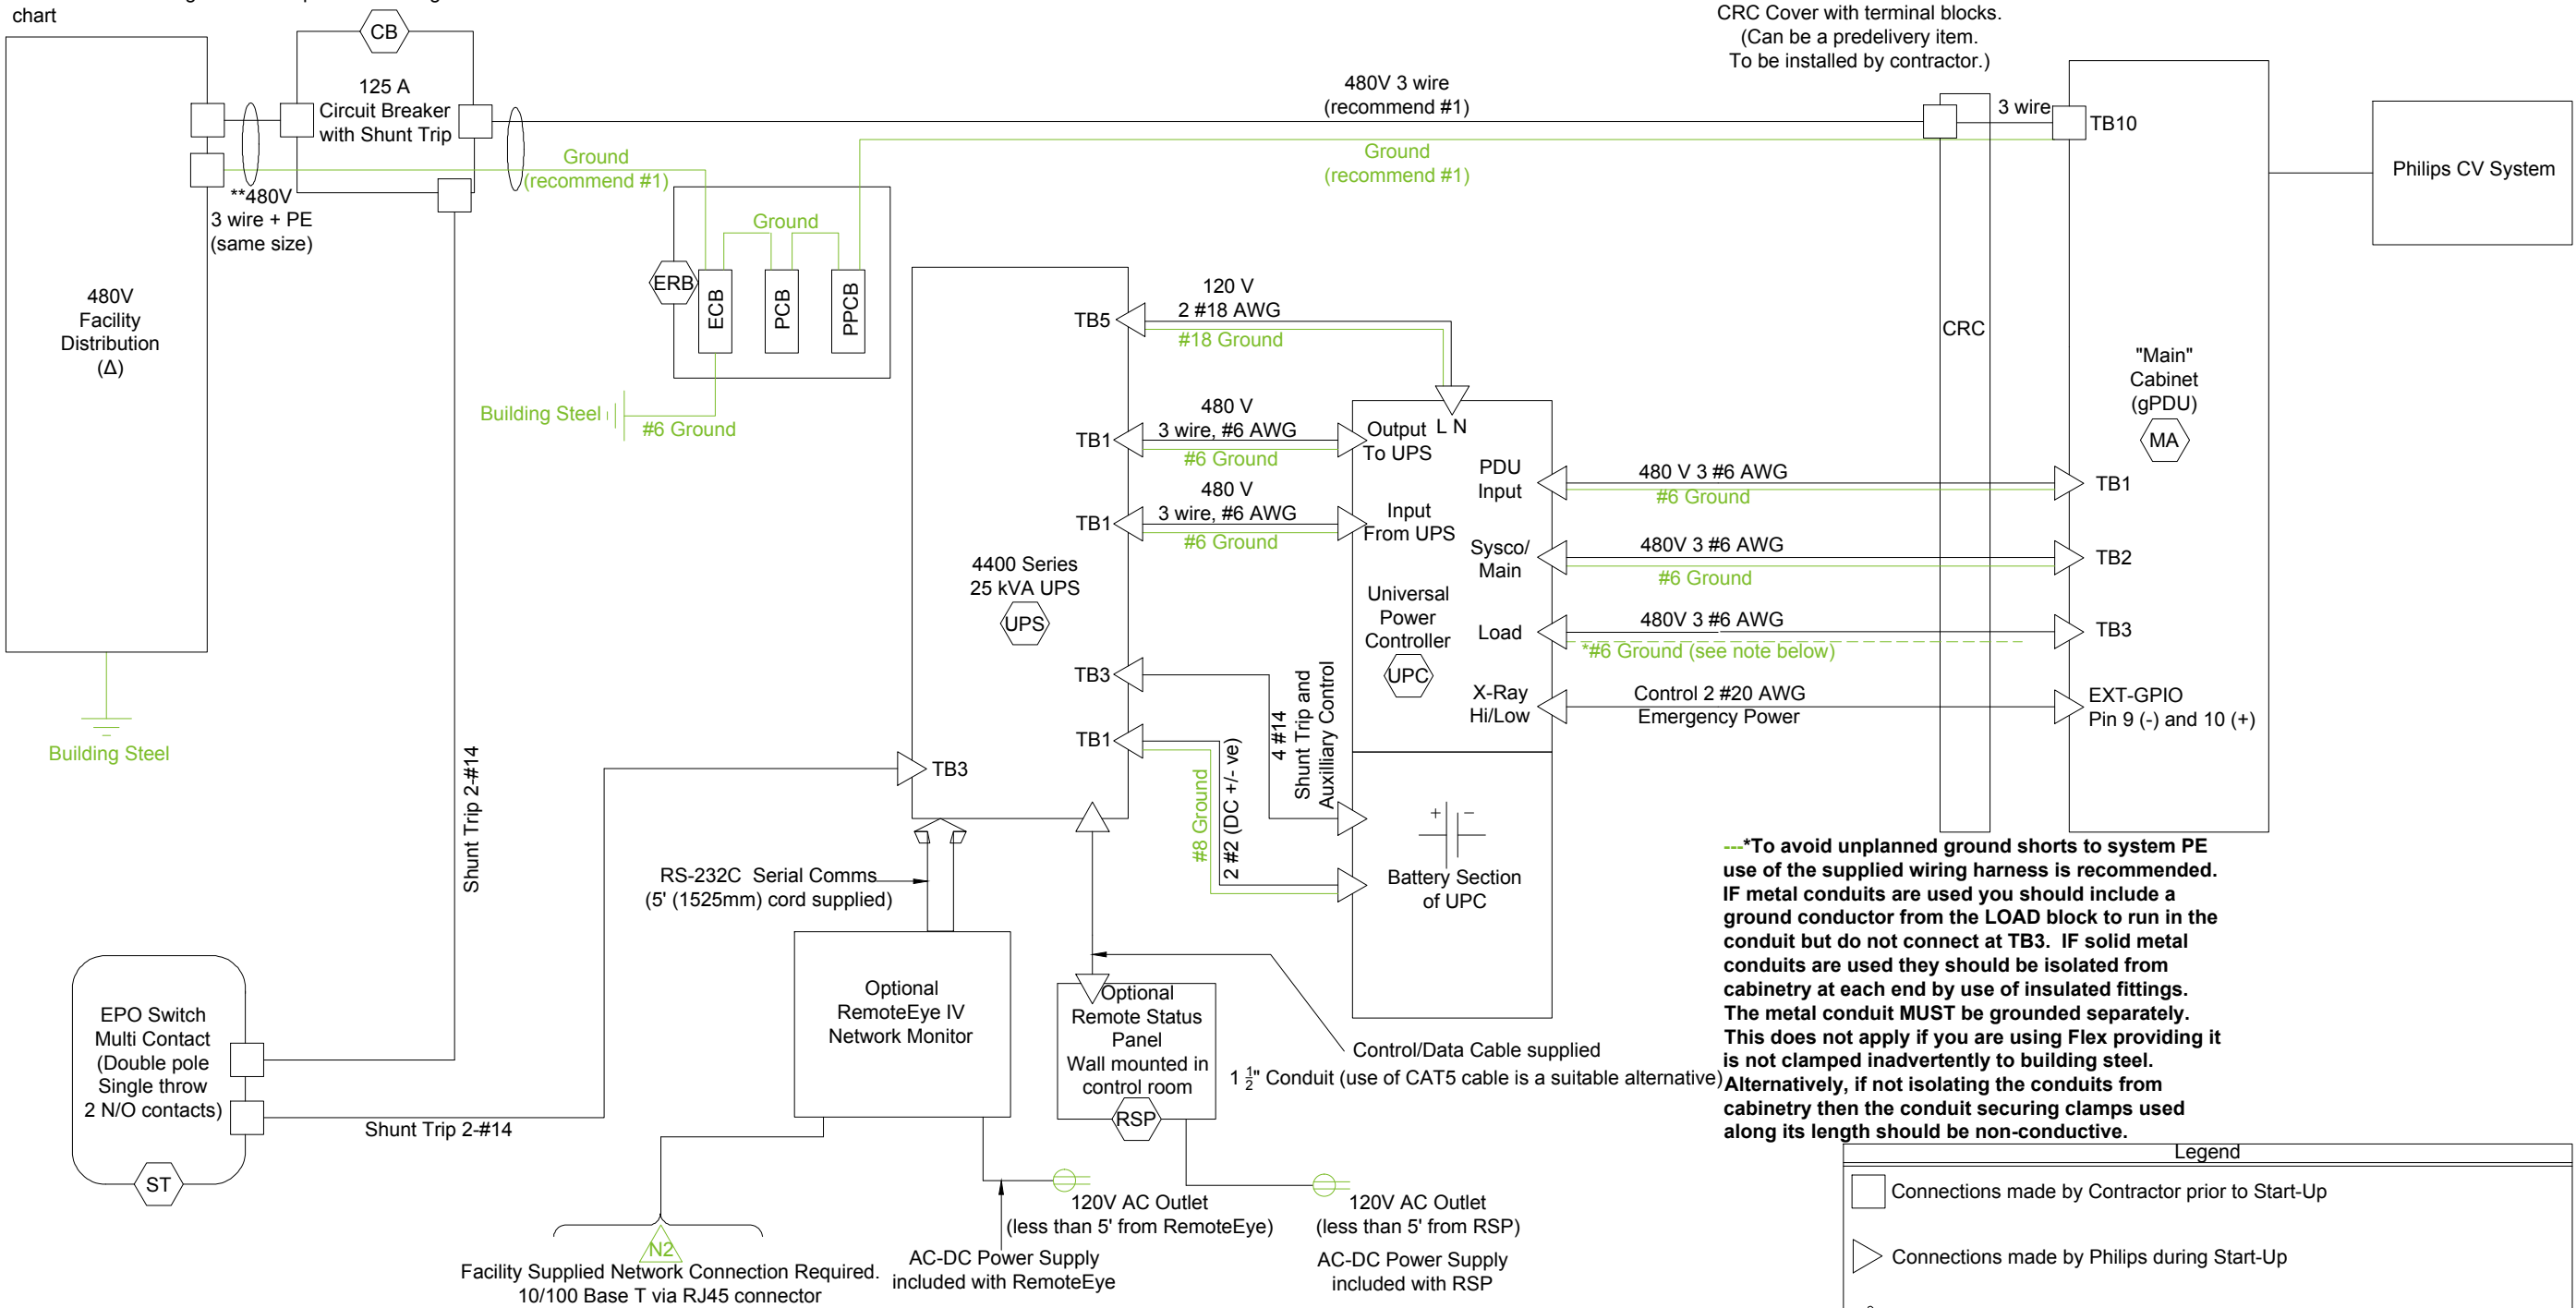 chart
CB
125 A
Circuit Breaker
with Shunt Trip
**480V
3 wire + PE
(same size)
480V
Facility
Distribution
(Δ)
Building Steel
Ground
(recommend #1)
480V 3 wire
(recommend #1)
Ground
(recommend #1)
CRC Cover with terminal blocks.
(Can be a predelivery item.
To be installed by contractor.)
3 wire
TB10
Philips CV System
Ground
ERB
ECB
PCB
PPCB
Building Steel
#6 Ground
CRC
"Main"
Cabinet
(gPDU)
MA
TB5
120 V
2 #18 AWG
#18 Ground
L N
TB1
480 V
3 wire, #6 AWG
#6 Ground
Output
To UPS
TB1
480 V
3 wire, #6 AWG
#6 Ground
Input
From UPS
4400 Series
25 kVA UPS
UPS
Universal
Power
Controller
UPC
PDU
Input
480 V 3 #6 AWG
#6 Ground
TB1
Sysco/
Main
480V 3 #6 AWG
#6 Ground
TB2
Load
480V 3 #6 AWG
*#6 Ground (see note below)
TB3
X-Ray
Hi/Low
Control 2 #20 AWG
Emergency Power
EXT-GPIO
Pin 9 (-) and 10 (+)
TB3
TB1
TB3
4 #14
Shunt Trip and
Auxilliary Control
#8 Ground
2 #2 (DC +/- ve)
+ -
Battery Section
of UPC
Shunt Trip 2-#14
RS-232C Serial Comms
(5' (1525mm) cord supplied)
EPO Switch
Multi Contact
(Double pole
Single throw
2 N/O contacts)
ST
Shunt Trip 2-#14
Optional
RemoteEye IV
Network Monitor
Optional
Remote Status
Panel
Wall mounted in
control room
RSP
Control/Data Cable supplied
1 1/2" Conduit (use of CAT5 cable is a suitable alternative)
---*To avoid unplanned ground shorts to system PE
use of the supplied wiring harness is recommended.
IF metal conduits are used you should include a
ground conductor from the LOAD block to run in the
conduit but do not connect at TB3. IF solid metal
conduits are used they should be isolated from
cabinetry at each end by use of insulated fittings.
The metal conduit MUST be grounded separately.
This does not apply if you are using Flex providing it
is not clamped inadvertently to building steel.
Alternatively, if not isolating the conduits from
cabinetry then the conduit securing clamps used
along its length should be non-conductive.
N2
Facility Supplied Network Connection Required.
10/100 Base T via RJ45 connector
120V AC Outlet
(less than 5' from RemoteEye)
AC-DC Power Supply
included with RemoteEye
120V AC Outlet
(less than 5' from RSP)
AC-DC Power Supply
included with RSP
Legend
Connections made by Contractor prior to Start-Up
Connections made by Philips during Start-Up